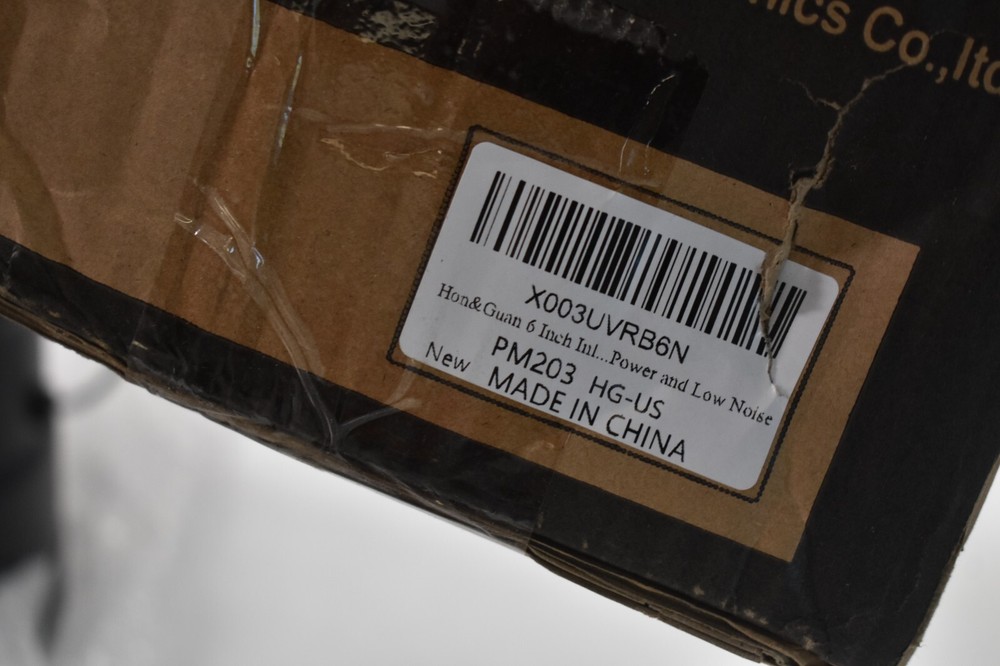 Co.,ltd
X003UVRB6N
Hon&Guan 6 Inch Inl...Power and Low Noise
New PM203 HG-US
MADE IN CHINA